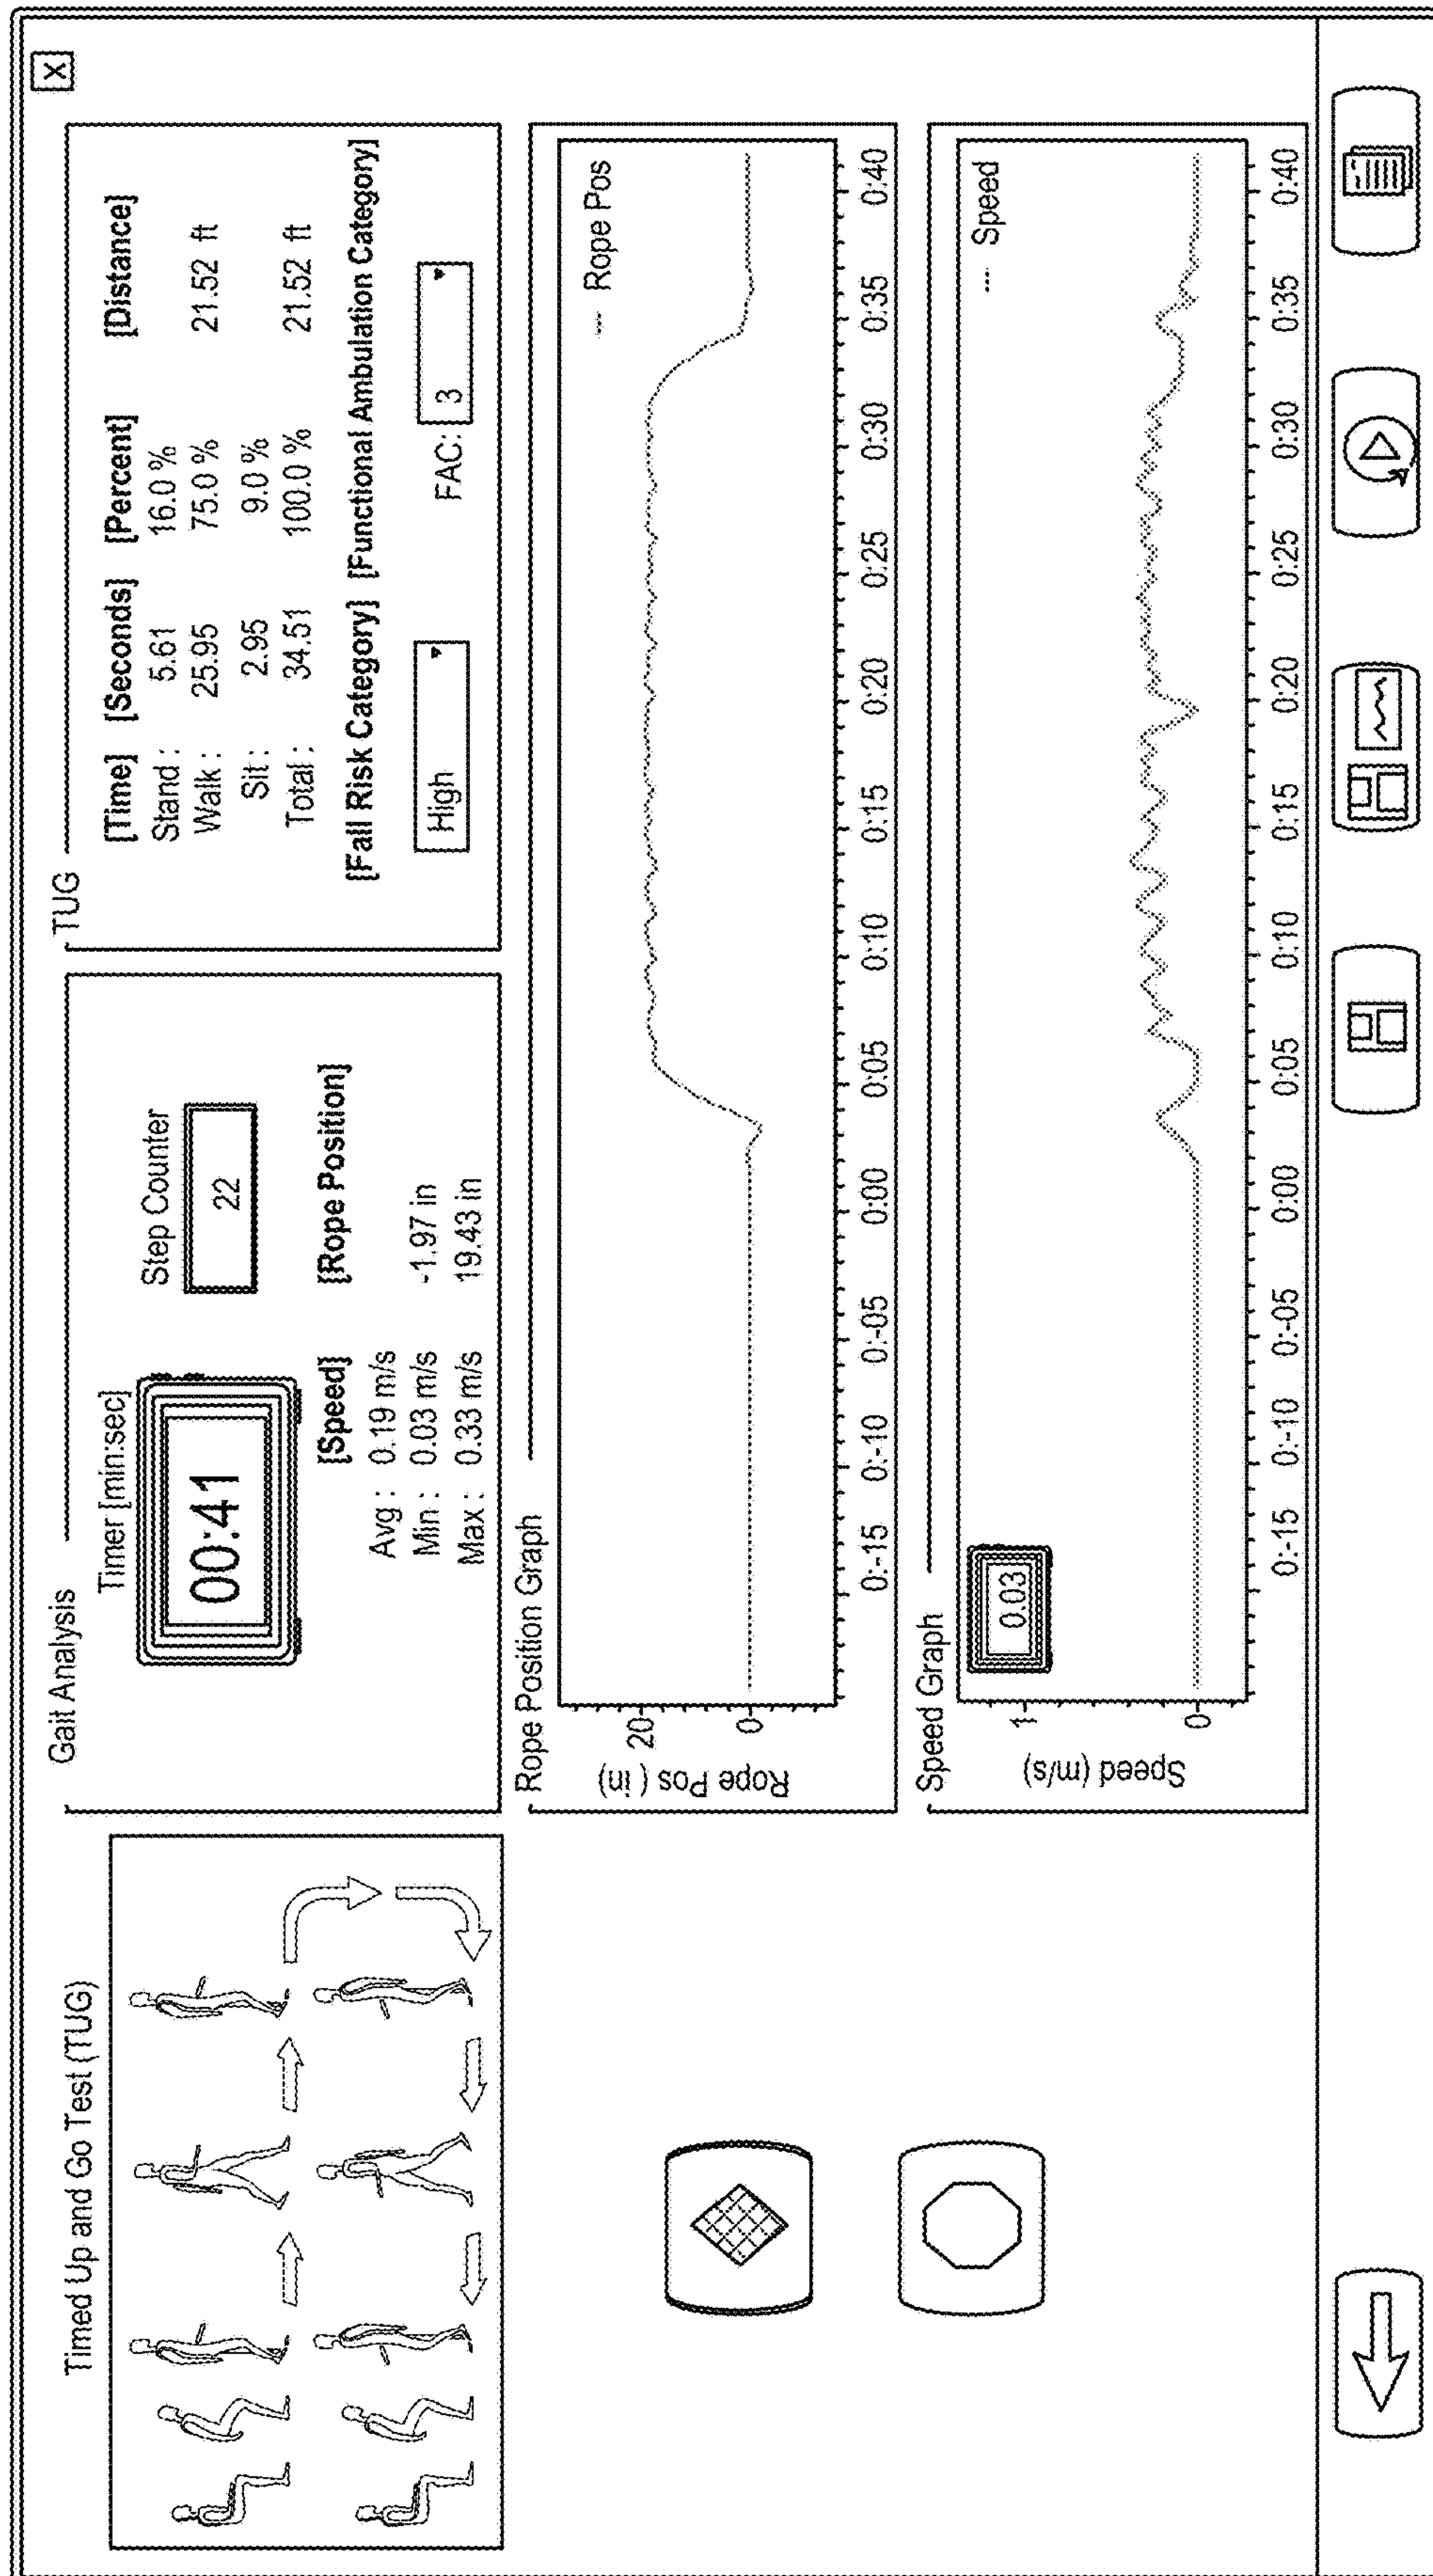 Timed Up and Go Test (TUG)
Gait Analysis
Timer [min:sec]
00:41
Step Counter
22
[Speed] [Rope Position]
Avg : 0.19 m/s
Min : 0.03 m/s -1.97 in
Max : 0.33 m/s 19.43 in
TUG
[Time] [Seconds] [Percent] [Distance]
Stand : 5.61 16.0 %
Walk : 25.95 75.0 % 21.52 ft
Sit : 2.95 9.0 %
Total : 34.51 100.0 % 21.52 ft
[Fall Risk Category] [Functional Ambulation Category]
High FAC: 3
X
Rope Position Graph
Rope Pos
Rope Pos ( in)
20
0
0:-15 0:-10 0:-05 0:00 0:05 0:10 0:15 0:20 0:25 0:30 0:35 0:40
Speed Graph
0.03
Speed
Speed (m/s)
1
0
0:-15 0:-10 0:-05 0:00 0:05 0:10 0:15 0:20 0:25 0:30 0:35 0:40